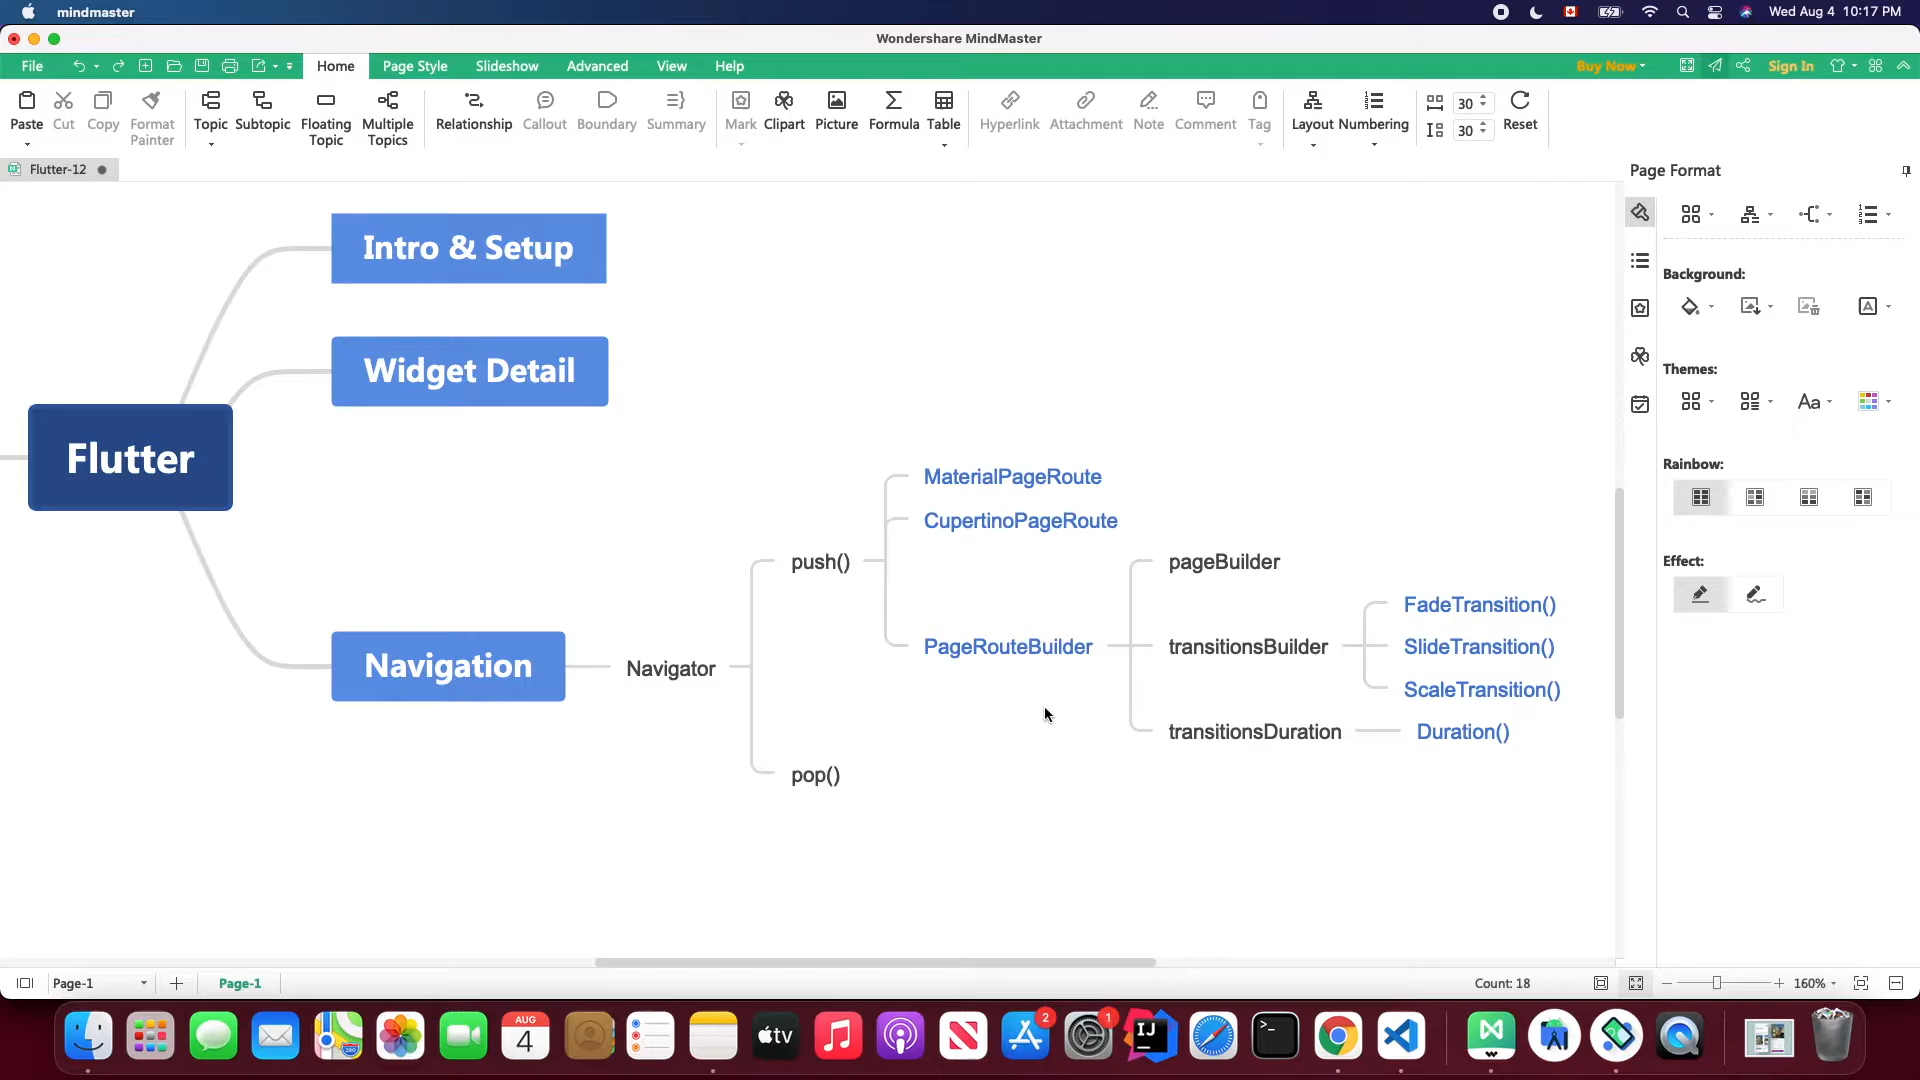 mindmaster
Wed Aug 4 10:17 PM
Wondershare MindMaster
File
Home
Page Style
Slideshow
Advanced
View
Help
Buy Now
Sign In
Paste
Cut
Copy
Format
Painter
Topic
Subtopic
Floating
Topic
Multiple
Topics
Relationship
Callout
Boundary
Summary
Mark
Clipart
Picture
Formula
Table
Hyperlink
Attachment
Note
Comment
Tag
Layout
Numbering
30
30
Reset
Flutter-12
Page Format
Background:
Themes:
Aa
Rainbow:
Effect:
Intro & Setup
Widget Detail
Flutter
Navigation
Navigator
push()
pop()
MaterialPageRoute
CupertinoPageRoute
PageRouteBuilder
pageBuilder
transitionsBuilder
transitionsDuration
FadeTransition()
SlideTransition()
ScaleTransition()
Duration()
Page-1
Page-1
Count: 18
160%
AUG
4
tv
2
1
IJ